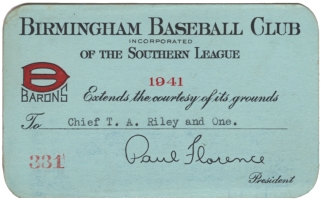 BIRMINGHAM BASEBALL CLUB
INCORPORATED
OF THE SOUTHERN LEAGUE
B
BARONS
1941
Extends the courtesy of its grounds
To Chief T. A. Riley and One.
331
Paul Florence
President